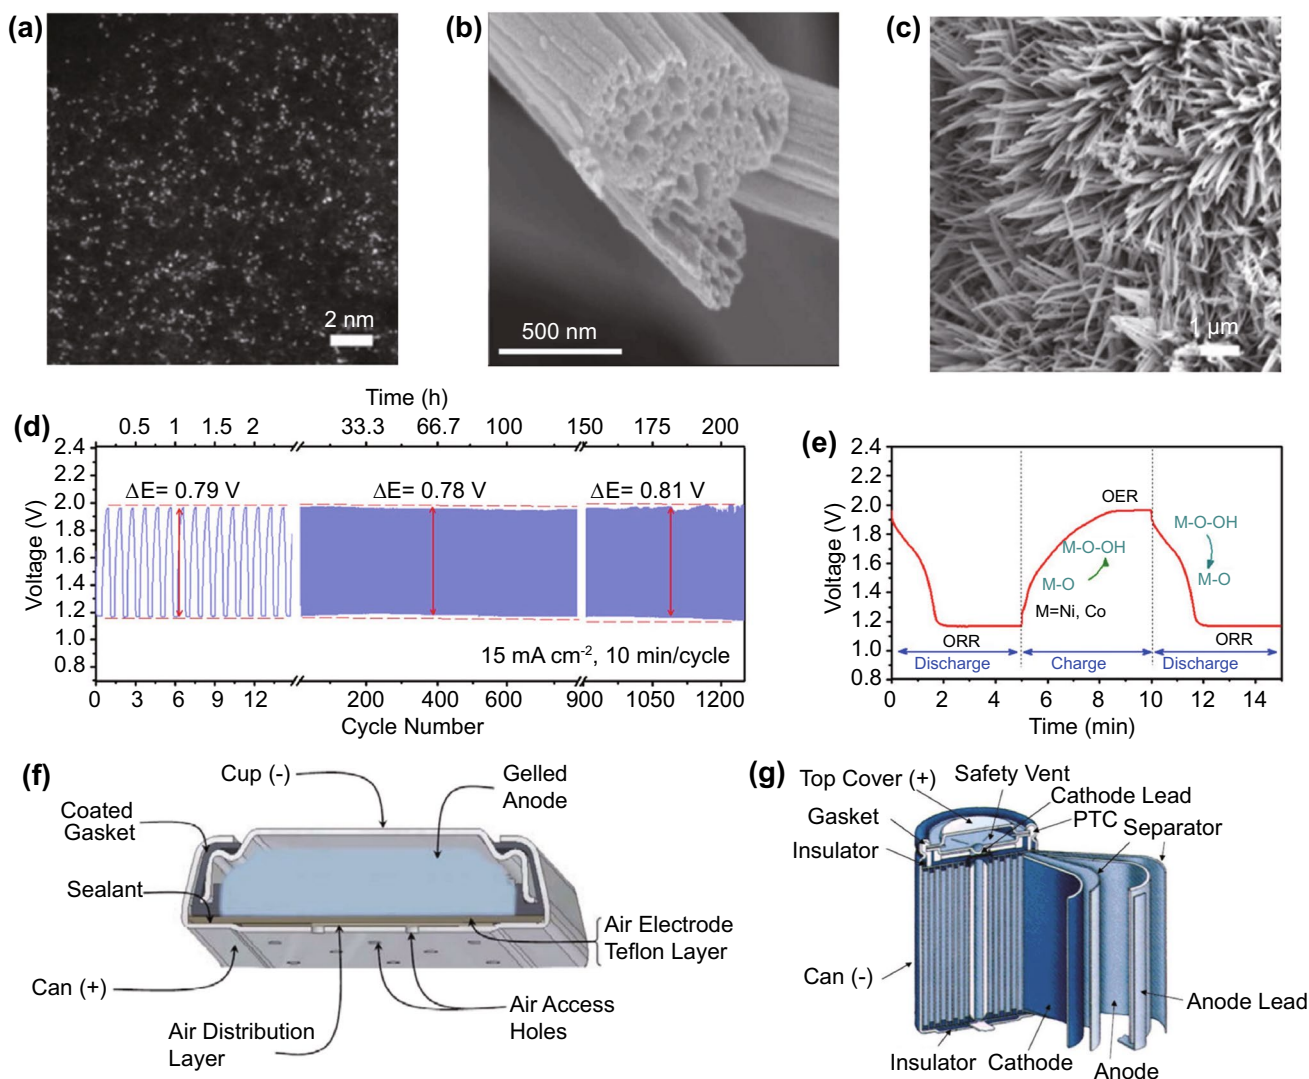 (a)
2 nm
(b)
500 nm
(c)
1 µm
(d)
Time (h)
0.5 1 1.5 2 33.3 66.7 100 150 175 200
2.4
2.2
2.0
1.8
1.6
1.4
1.2
1.0
0.8
Voltage (V)
ΔE= 0.79 V
ΔE= 0.78 V
ΔE= 0.81 V
15 mA cm-2, 10 min/cycle
0 3 6 9 12 200 400 600 900 1050 1200
Cycle Number
(e)
2.4
2.2
2.0
1.8
1.6
1.4
1.2
1.0
0.8
Voltage (V)
OER
M-O-OH
M-O-OH
M-O
M-O
M=Ni, Co
ORR
ORR
Discharge
Charge
Discharge
0 2 4 6 8 10 12 14
Time (min)
(f)
Cup (-)
Gelled
Anode
Coated
Gasket
Sealant
Can (+)
Air Distribution
Layer
Air Access
Holes
Air Electrode
Teflon Layer
(g)
Top Cover (+)
Safety Vent
Cathode Lead
PTC
Separator
Gasket
Insulator
Can (-)
Insulator
Cathode
Anode
Anode Lead